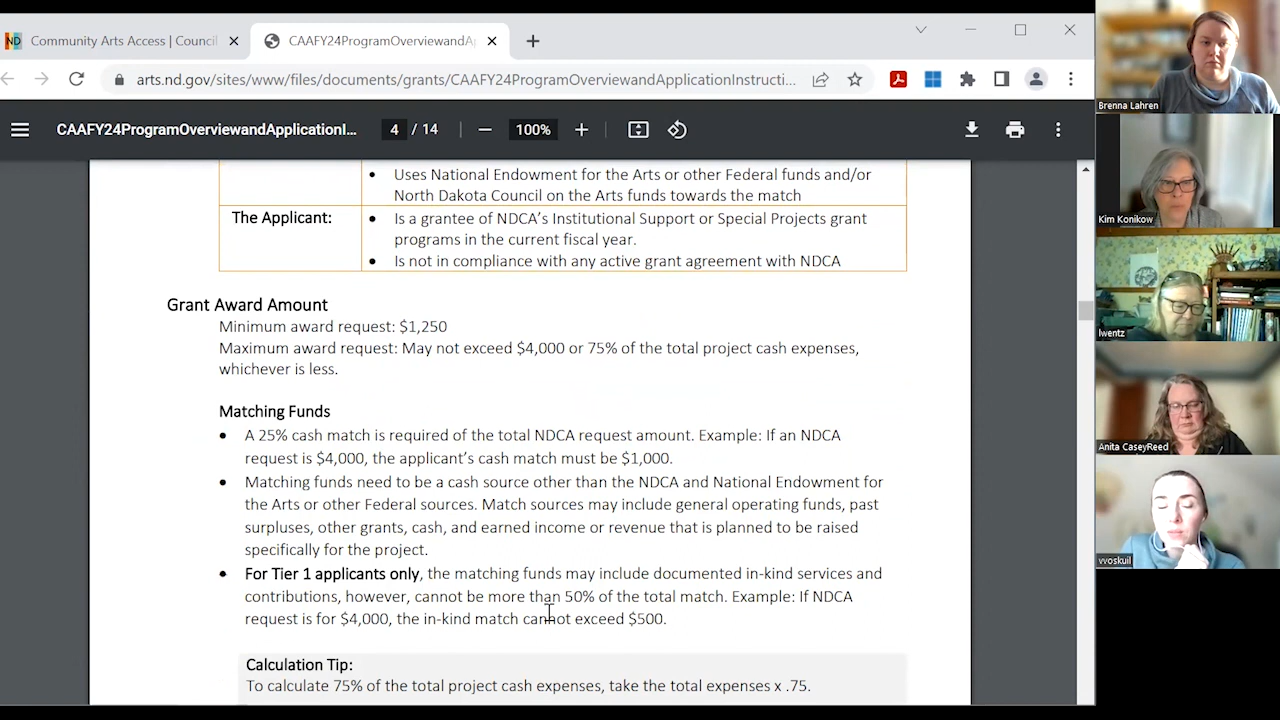 ND Community Arts Access | Council
CAAFY24ProgramOverviewandA
arts.nd.gov/sites/www/files/documents/grants/CAAFY24ProgramOverviewandApplicationInstructi...
CAAFY24ProgramOverviewandApplicationI...
4 / 14
100%
Uses National Endowment for the Arts or other Federal funds and/or
North Dakota Council on the Arts funds towards the match
The Applicant:
• Is a grantee of NDCA's Institutional Support or Special Projects grant
programs in the current fiscal year.
• Is not in compliance with any active grant agreement with NDCA
Grant Award Amount
Minimum award request: $1,250
Maximum award request: May not exceed $4,000 or 75% of the total project cash expenses,
whichever is less.
Matching Funds
• A 25% cash match is required of the total NDCA request amount. Example: If an NDCA
request is $4,000, the applicant's cash match must be $1,000.
• Matching funds need to be a cash source other than the NDCA and National Endowment for
the Arts or other Federal sources. Match sources may include general operating funds, past
surpluses, other grants, cash, and earned income or revenue that is planned to be raised
specifically for the project.
• For Tier 1 applicants only, the matching funds may include documented in-kind services and
contributions, however, cannot be more than 50% of the total match. Example: If NDCA
request is for $4,000, the in-kind match cannot exceed $500.
Calculation Tip:
To calculate 75% of the total project cash expenses, take the total expenses x .75.
Brenna Lahren
Kim Konikow
lwentz
Anita CaseyReed
vvoskuil